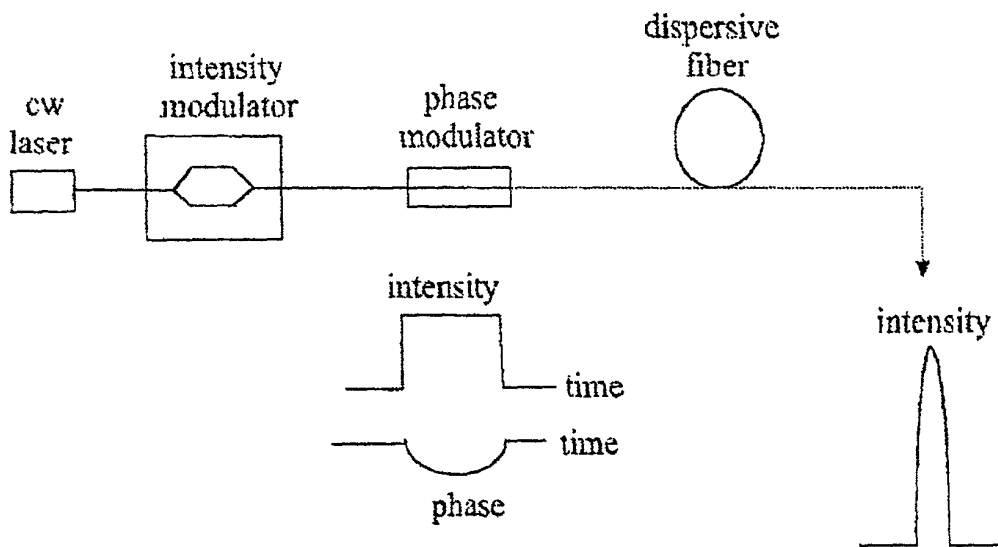 cw
laser
intensity
modulator
phase
modulator
dispersive
fiber
intensity
time
time
phase
intensity